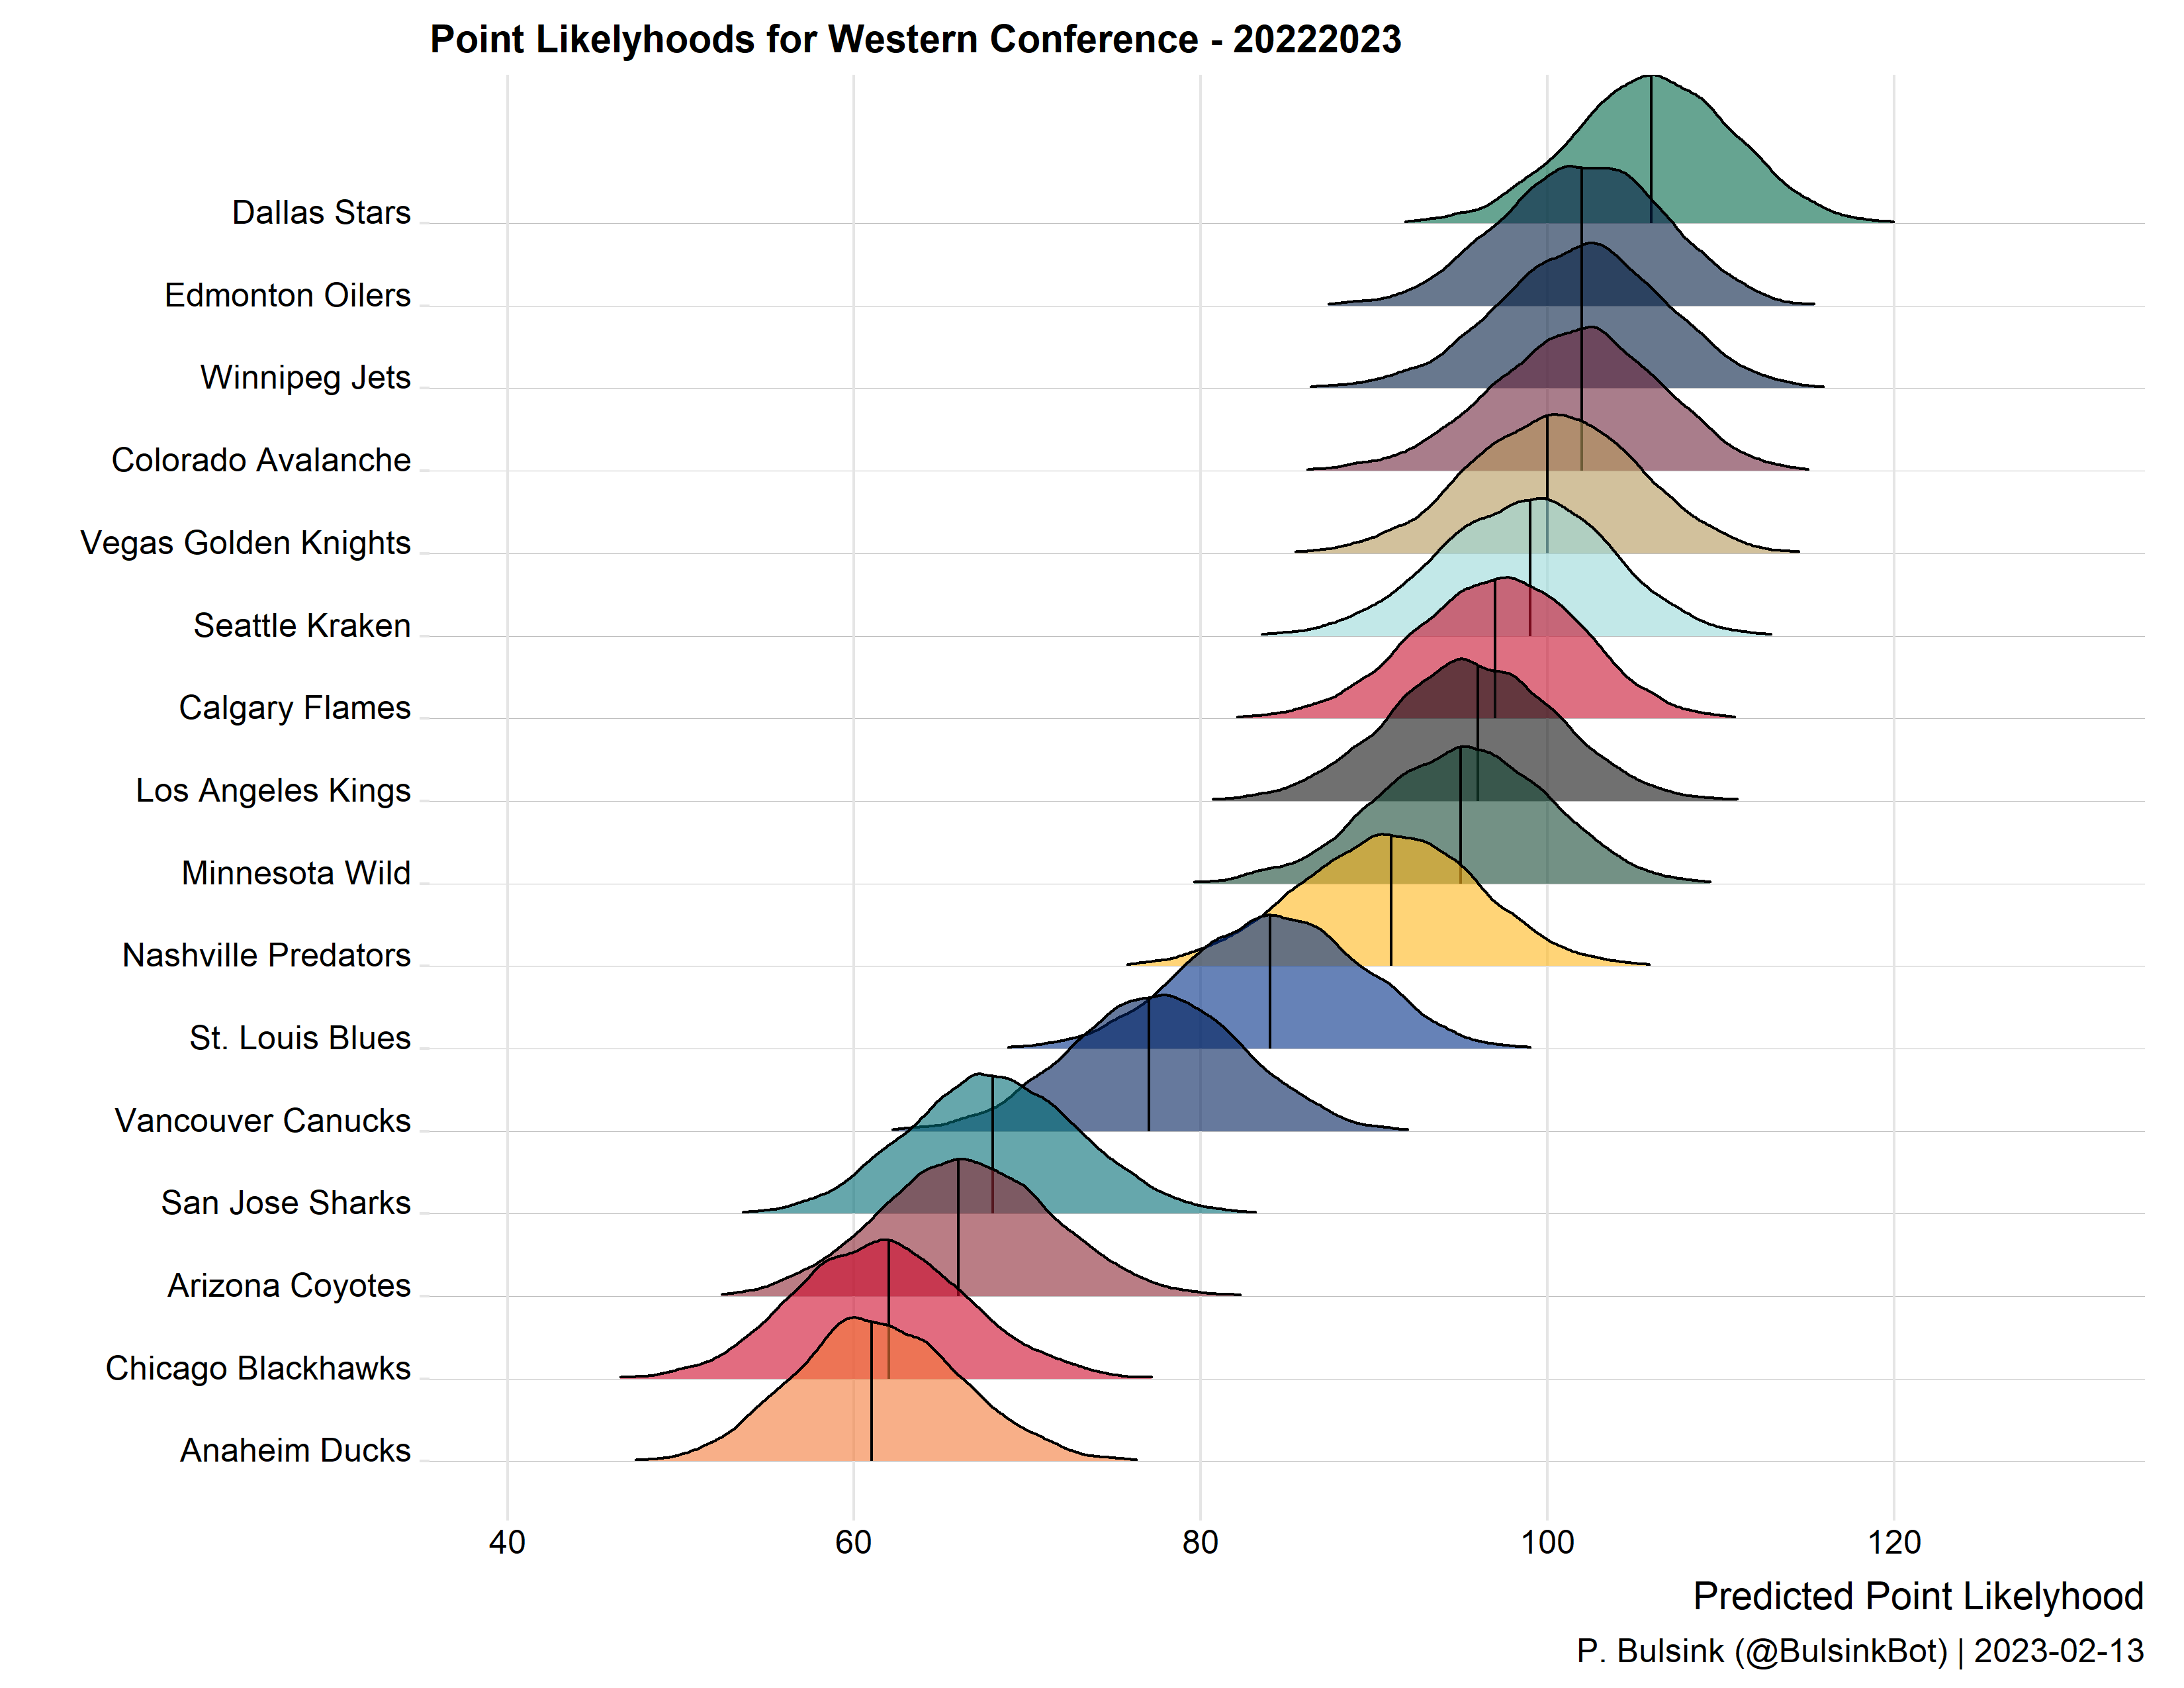 Point Likelyhoods for Western Conference - 20222023
Dallas Stars
Edmonton Oilers
Winnipeg Jets
Colorado Avalanche
Vegas Golden Knights
Seattle Kraken
Calgary Flames
Los Angeles Kings
Minnesota Wild
Nashville Predators
St. Louis Blues
Vancouver Canucks
San Jose Sharks
Arizona Coyotes
Chicago Blackhawks
Anaheim Ducks
40 60 80 100 120
Predicted Point Likelyhood
P. Bulsink (@BulsinkBot) | 2023-02-13